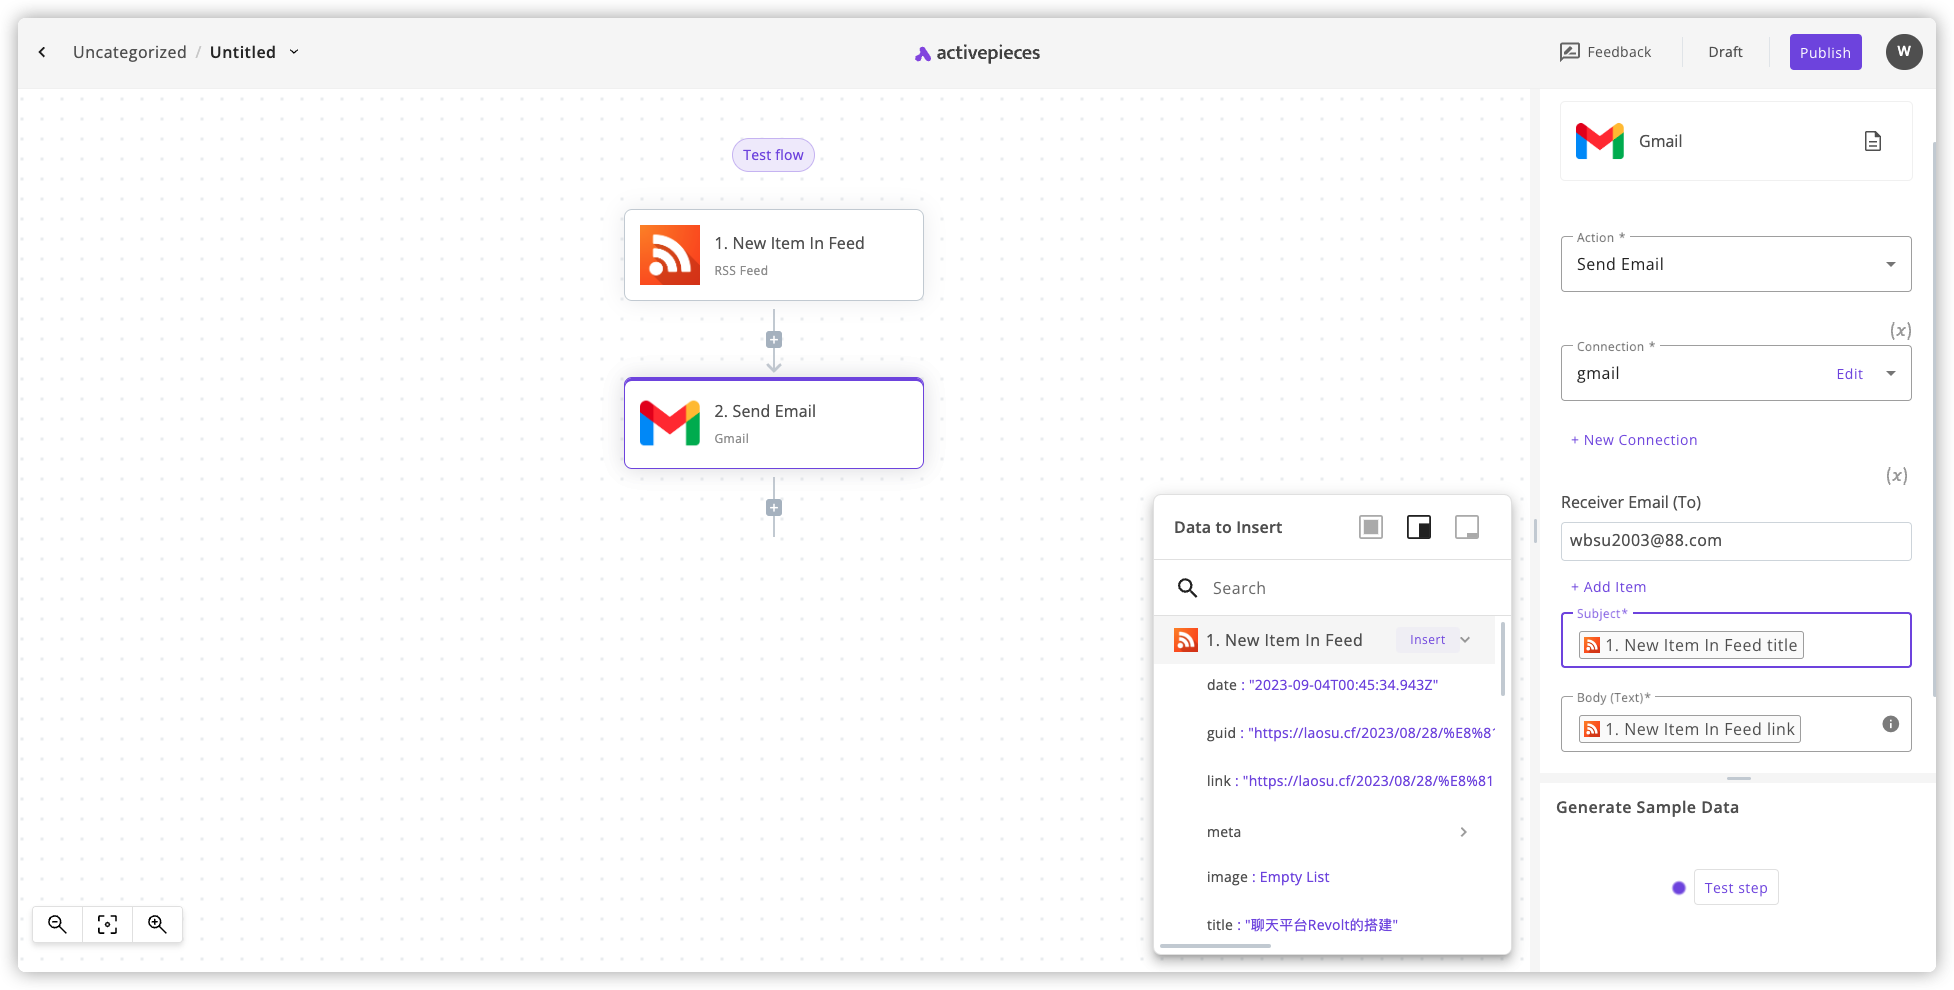 Uncategorized / Untitled
activepieces
Feedback
Draft
Publish
W
Test flow
1. New Item In Feed
RSS Feed
2. Send Email
Gmail
Data to Insert
Search
1. New Item In Feed
Insert
date : "2023-09-04T00:45:34.943Z"
guid : "https://laosu.cf/2023/08/28/%E8%81
link : "https://laosu.cf/2023/08/28/%E8%81
meta
image : Empty List
title : "聊天平台Revolt的搭建"
Gmail
Action *
Send Email
(x)
Connection *
gmail
Edit
+ New Connection
(x)
Receiver Email (To)
wbsu2003@88.com
+ Add Item
Subject*
1. New Item In Feed title
Body (Text)*
1. New Item In Feed link
Generate Sample Data
Test step